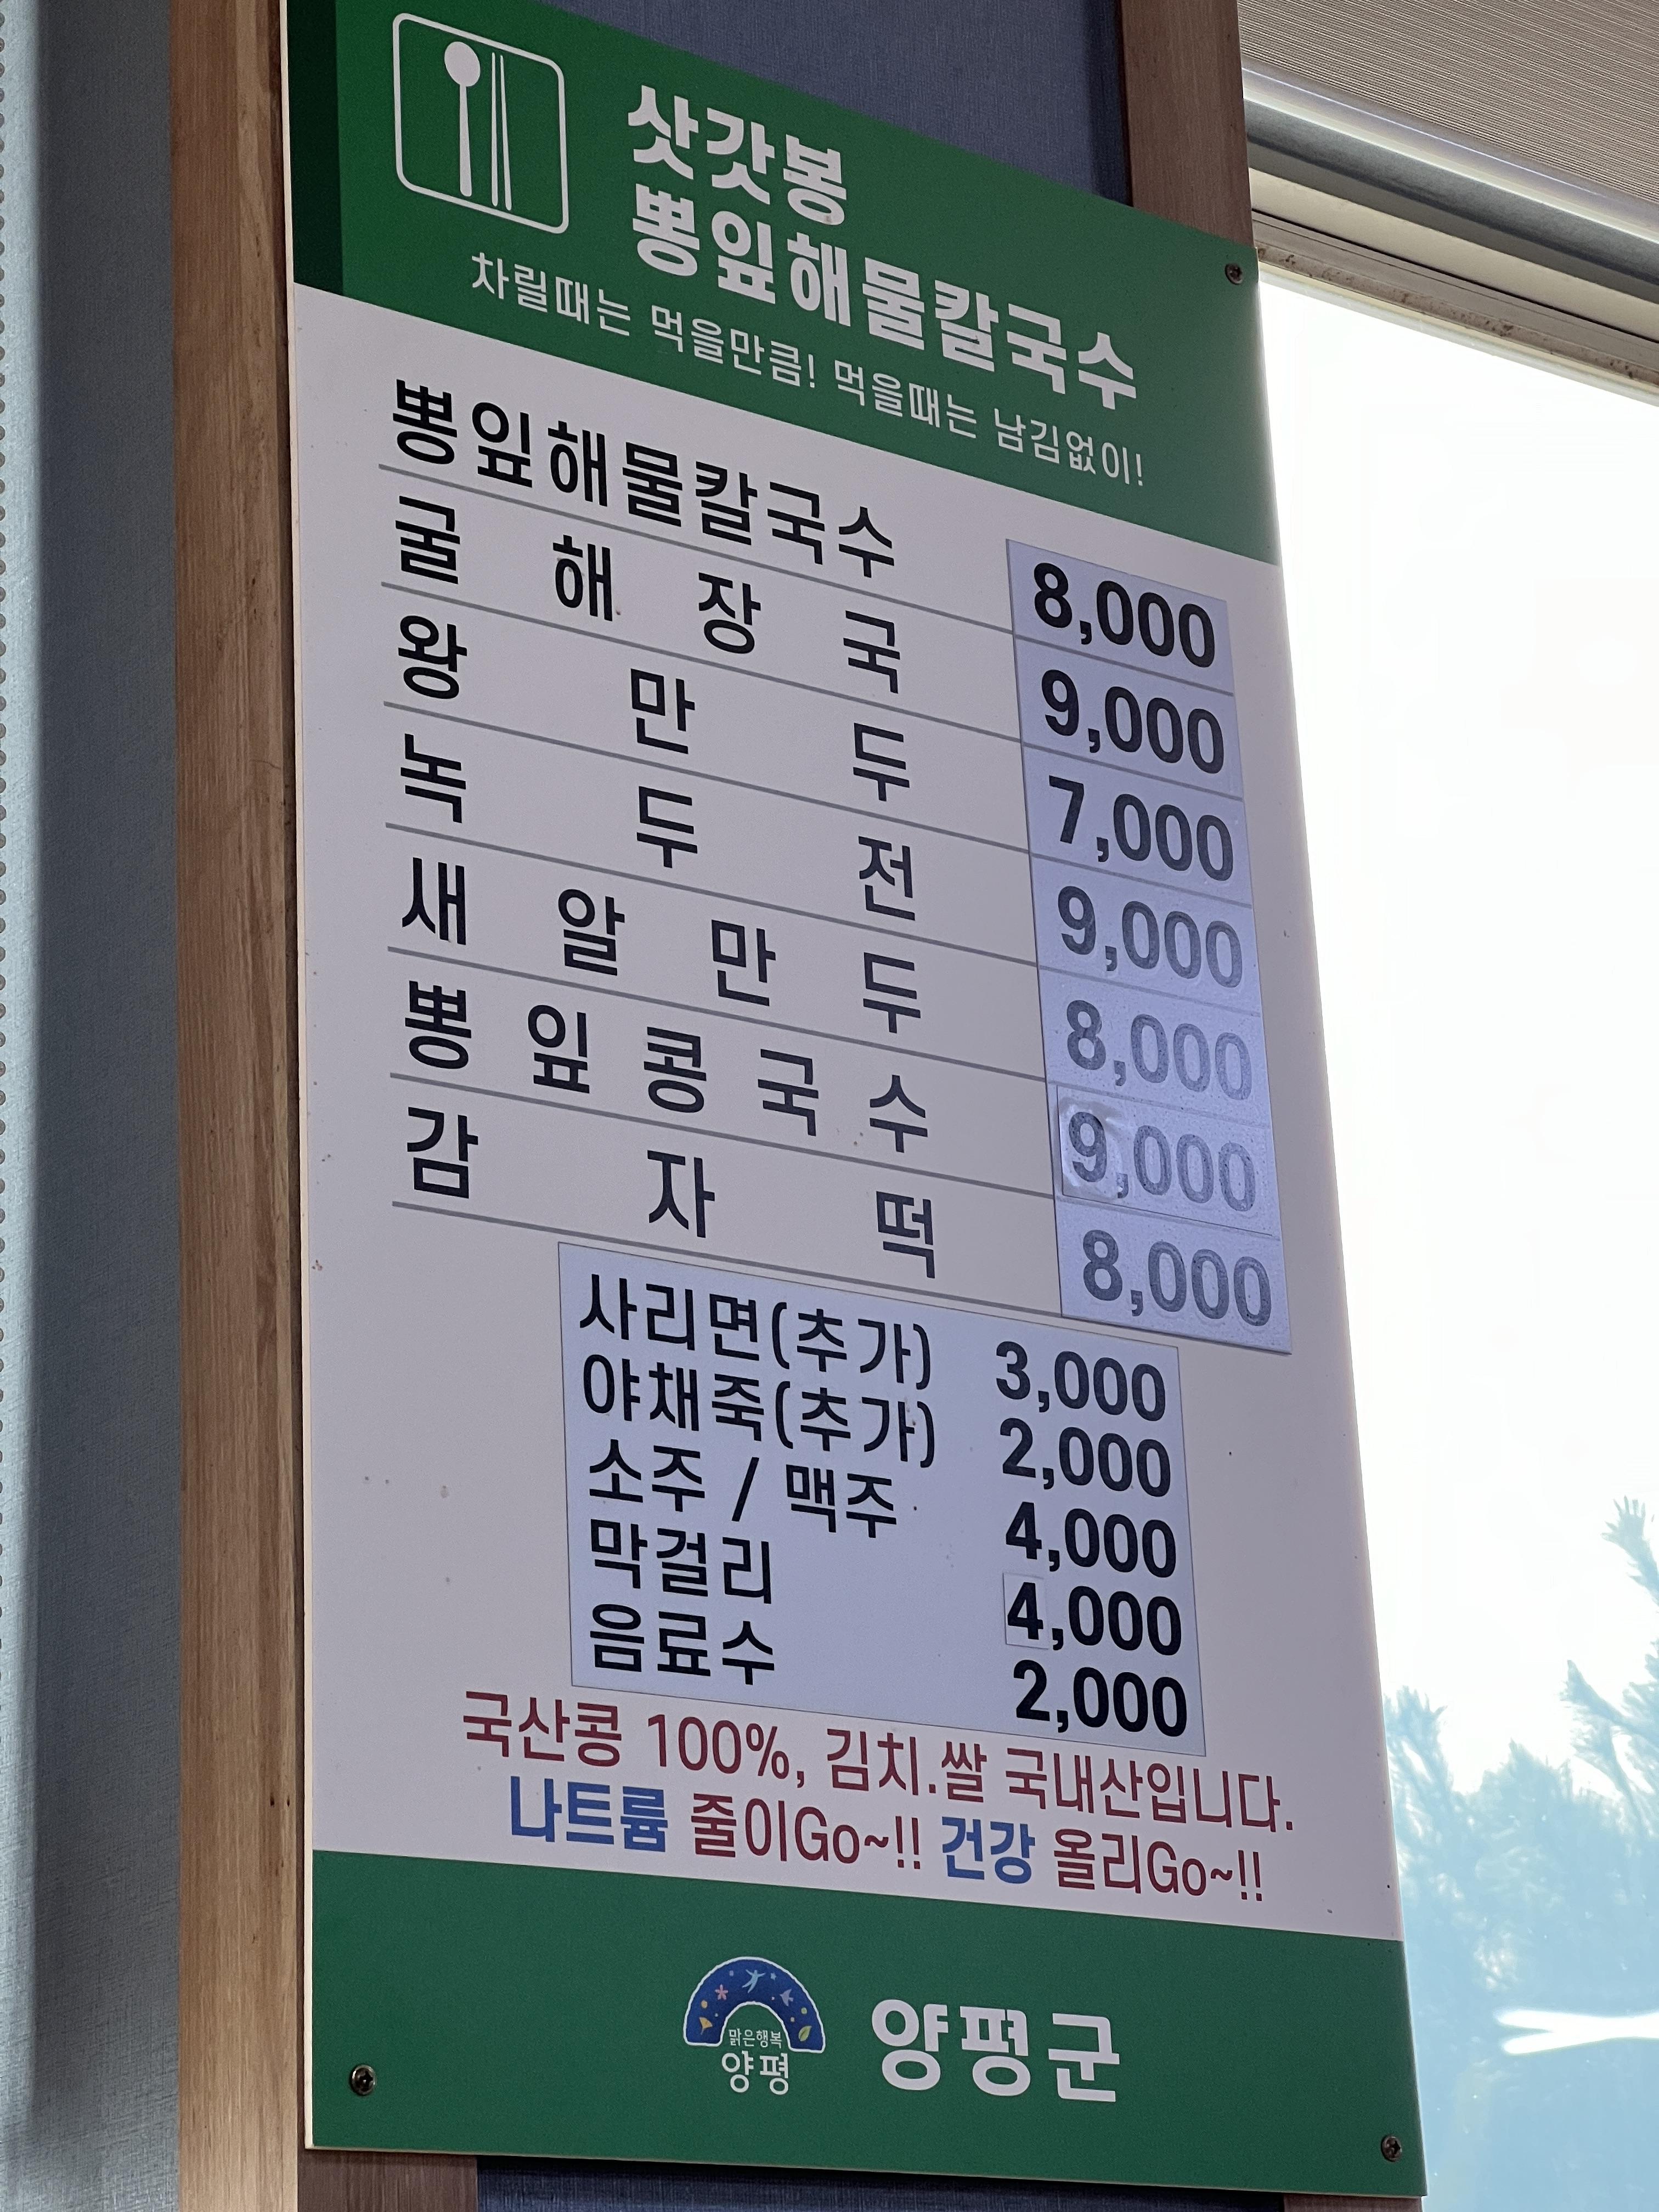 삿갓봉
뽕잎해물칼국수
차릴때는 먹을만큼! 먹을때는 남김없이!
뽕잎해물칼국수 8,000
굴해장국 9,000
왕만두 7,000
녹두전 9,000
새알만두 8,000
뽕잎콩국수 9,000
감자떡 8,000
사리면(추가) 3,000
야채죽(추가) 2,000
소주 / 맥주 4,000
막걸리 4,000
음료수 2,000
국산콩 100%, 김치.쌀 국내산입니다.
나트륨 줄이Go~!! 건강 올리Go~!!
맑은행복
양평
양평군